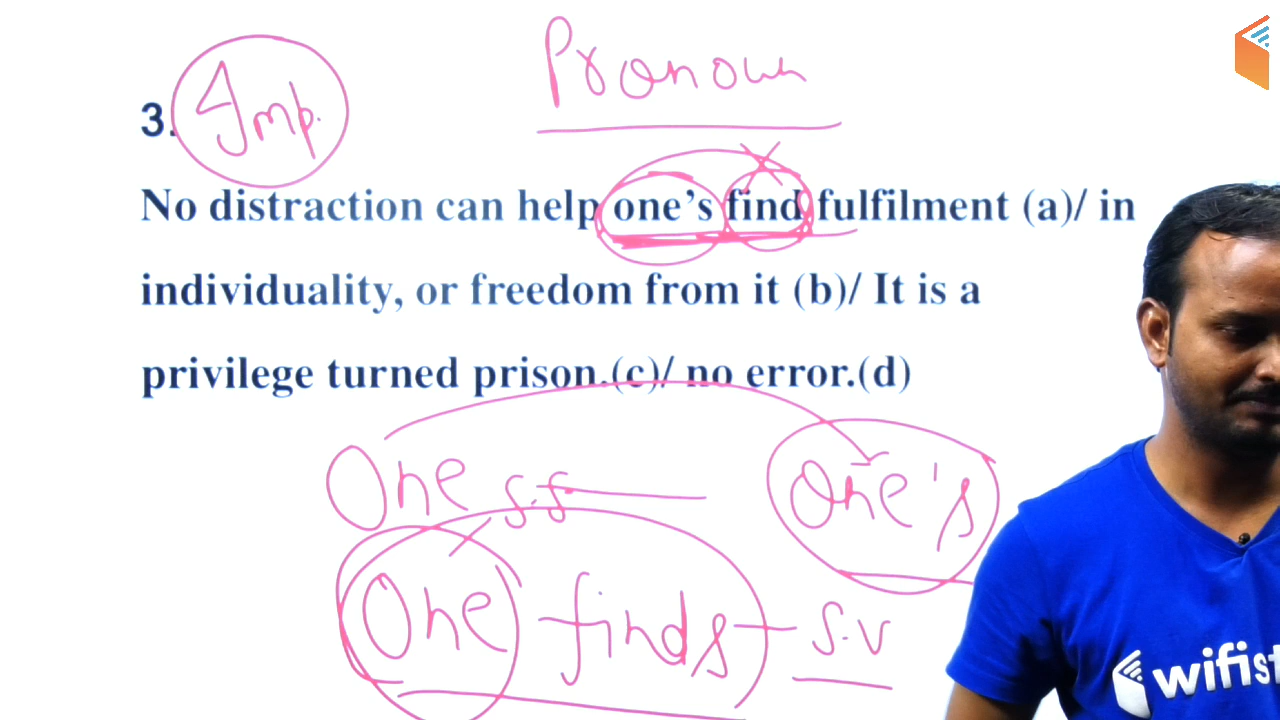 Pronoun
3.
Imp.
No distraction can help one's find fulfilment (a)/ in
individuality, or freedom from it (b)/ It is a
privilege turned prison.(c)/ no error.(d)
One s.s one's
One finds s.v
wifist